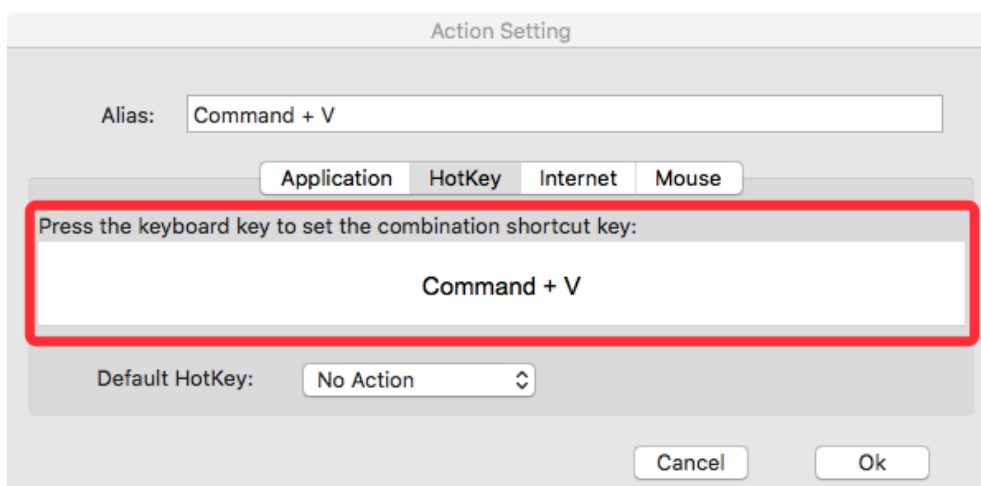 Action Setting
Alias: Command + V
Application HotKey Internet Mouse
Press the keyboard key to set the combination shortcut key:
Command + V
Default HotKey: No Action
Cancel Ok